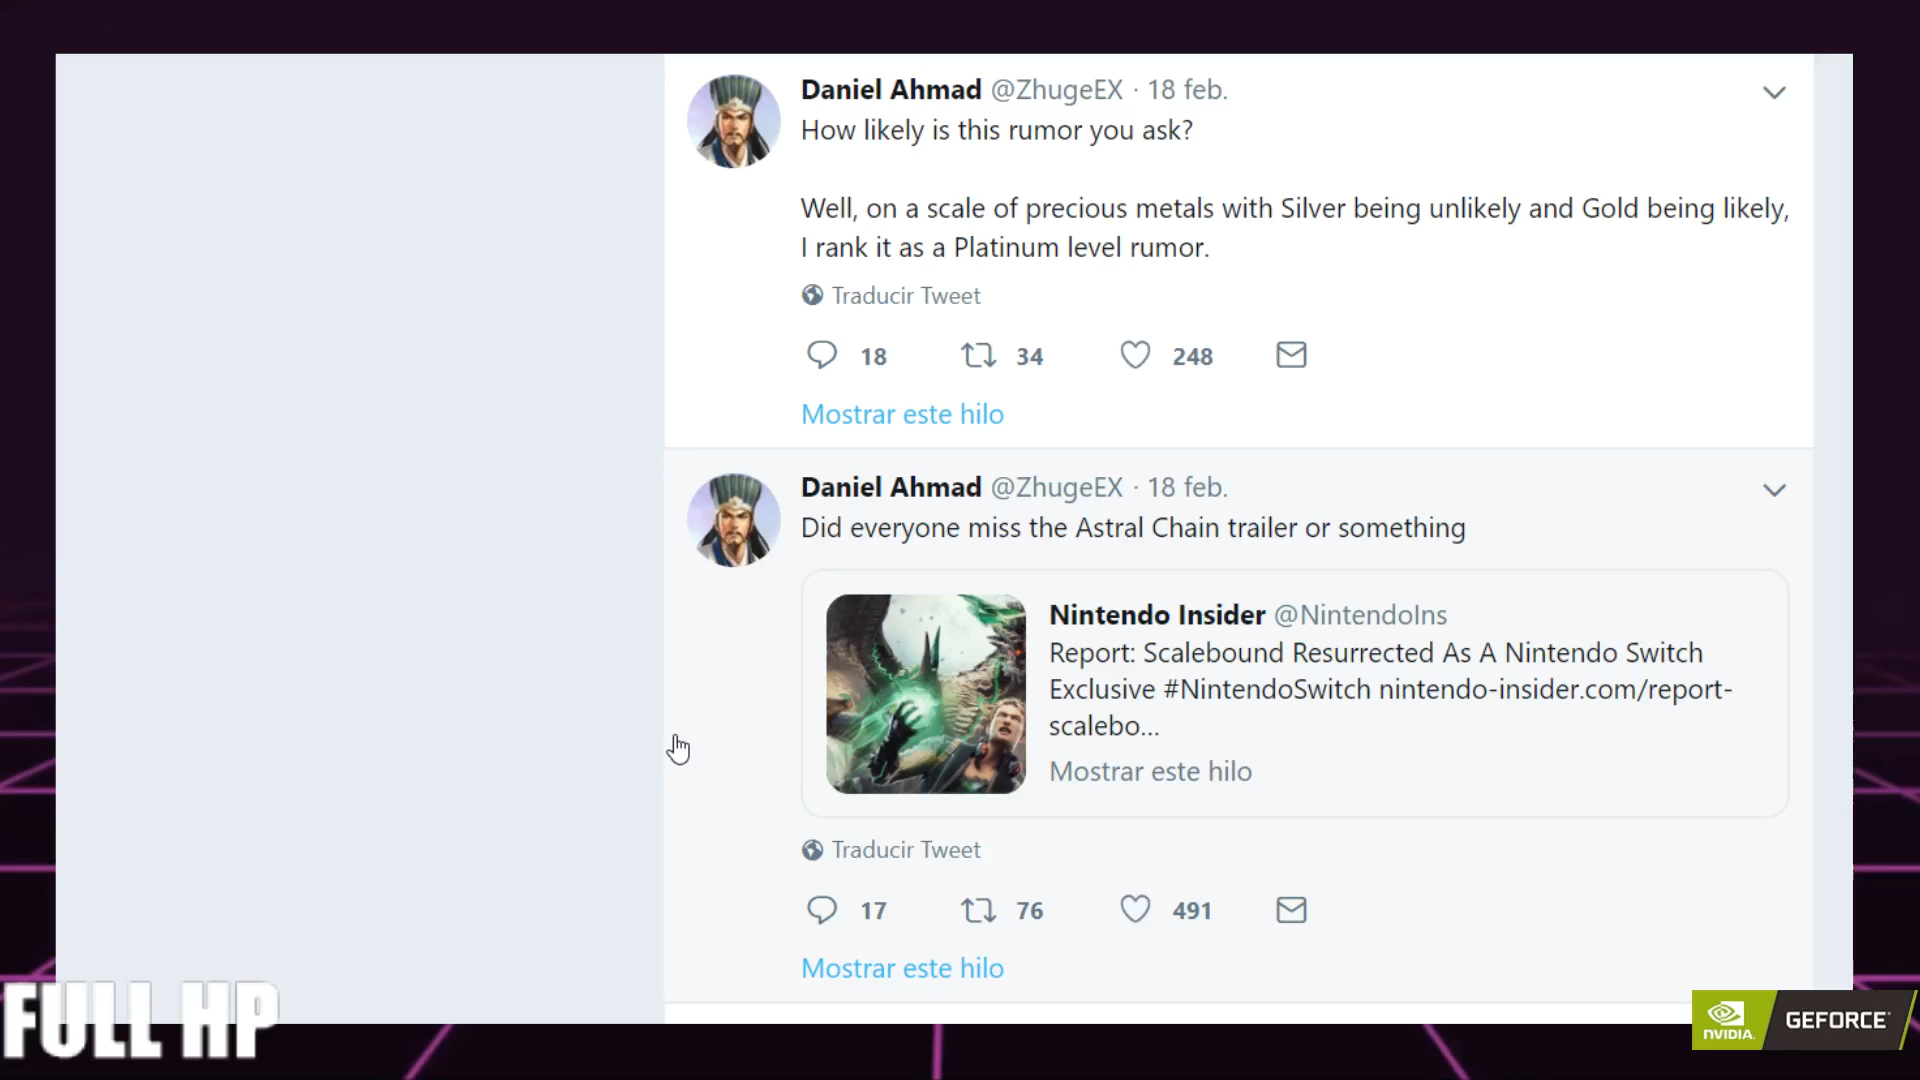 Daniel Ahmad @ZhugeEX · 18 feb.
How likely is this rumor you ask?
Well, on a scale of precious metals with Silver being unlikely and Gold being likely,
I rank it as a Platinum level rumor.
Traducir Tweet
18 34 248
Mostrar este hilo
Daniel Ahmad @ZhugeEX · 18 feb.
Did everyone miss the Astral Chain trailer or something
Nintendo Insider @NintendoIns
Report: Scalebound Resurrected As A Nintendo Switch
Exclusive #NintendoSwitch nintendo-insider.com/report-
scalebo...
Mostrar este hilo
Traducir Tweet
17 76 491
Mostrar este hilo
FULL HP
NVIDIA. GEFORCE